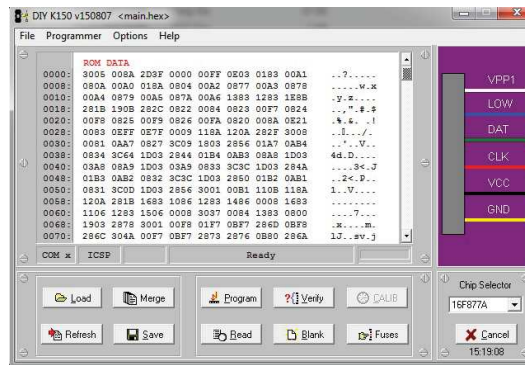 DIY K150 v150807 <main.hex>
File Programmer Options Help
ROM DATA
0000: 3005 008A 2D3F 0000 00FF 0E03 0183 00A1 ..?.....
0008: 080A 00A0 018A 0804 00A2 0877 00A3 0878 ......w.x
0010: 00A4 0879 00A5 087A 00A6 1383 1283 1E8B .y.z....
0018: 281B 190B 282C 0822 0084 0823 00F7 0824
0020: 00F8 0825 00F9 0826 00FA 0820 008A 0E21
0028: 0083 0EFF 0E7F 0009 118A 120A 282F 3008
0030: 0081 0AA7 0827 3C09 1803 2856 01A7 0AB4
0038: 0834 3C64 1D03 2844 01B4 0AB3 08A8 1D03 4d.D....
0040: 03A8 08A9 1D03 03A9 0833 3C3C 1D03 284A ....3<.J
0048: 01B3 0AB2 0832 3C3C 1D03 2850 01B2 0AB1 ..2<.P..
0050: 0831 3C0D 1D03 2856 3001 00B1 110B 118A 1..V....
0058: 120A 281B 1683 1086 1283 1486 0008 1683 ........
0060: 1106 1283 1506 0008 3037 0084 1383 0800 ....7...
0068: 1903 2878 3001 00F8 01F7 0BF7 286D 0BF8 .x....m.
0070: 286C 304A 00F7 0BF7 2873 2876 0B80 286A lJ..sv.j
COM x ICSP Ready
VPP1
LOW
DAT
CLK
VCC
GND
Load Merge Program Verify CALIB
Refresh Save Read Blank Fuses
Chip Selector
16F877A
Cancel
15:19:08